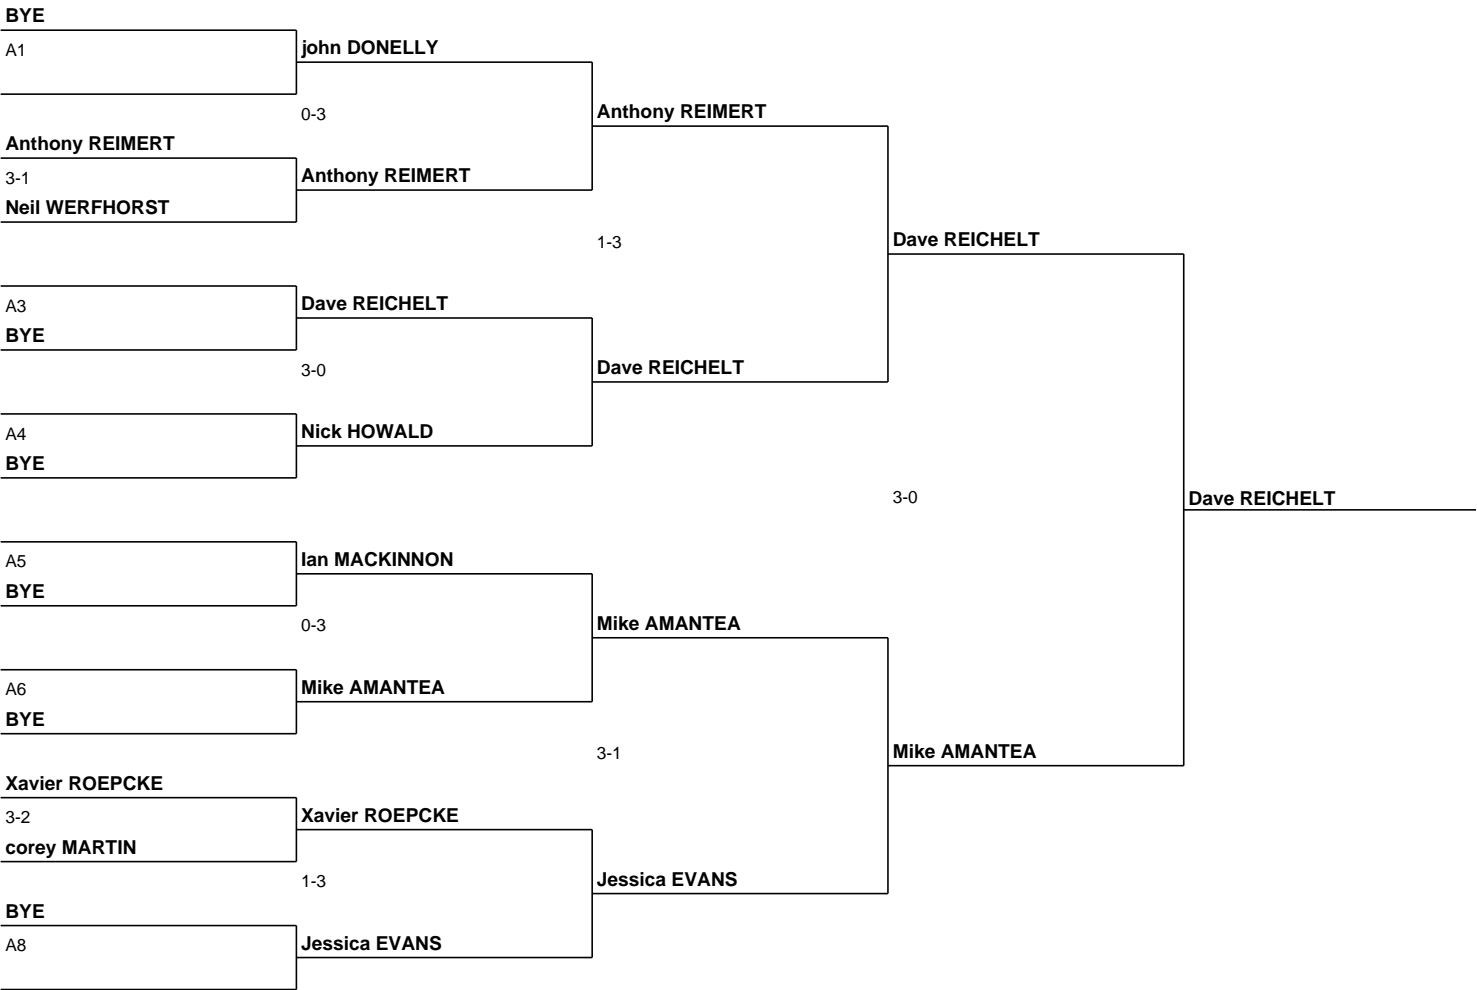 BYE
A1
john DONELLY
0-3
Anthony REIMERT
Anthony REIMERT
3-1
Anthony REIMERT
Neil WERFHORST
1-3
Dave REICHELT
A3
Dave REICHELT
BYE
3-0
Dave REICHELT
A4
Nick HOWALD
BYE
3-0
Dave REICHELT
A5
Ian MACKINNON
BYE
0-3
Mike AMANTEA
A6
Mike AMANTEA
BYE
3-1
Mike AMANTEA
Xavier ROEPCKE
3-2
Xavier ROEPCKE
corey MARTIN
1-3
Jessica EVANS
BYE
A8
Jessica EVANS